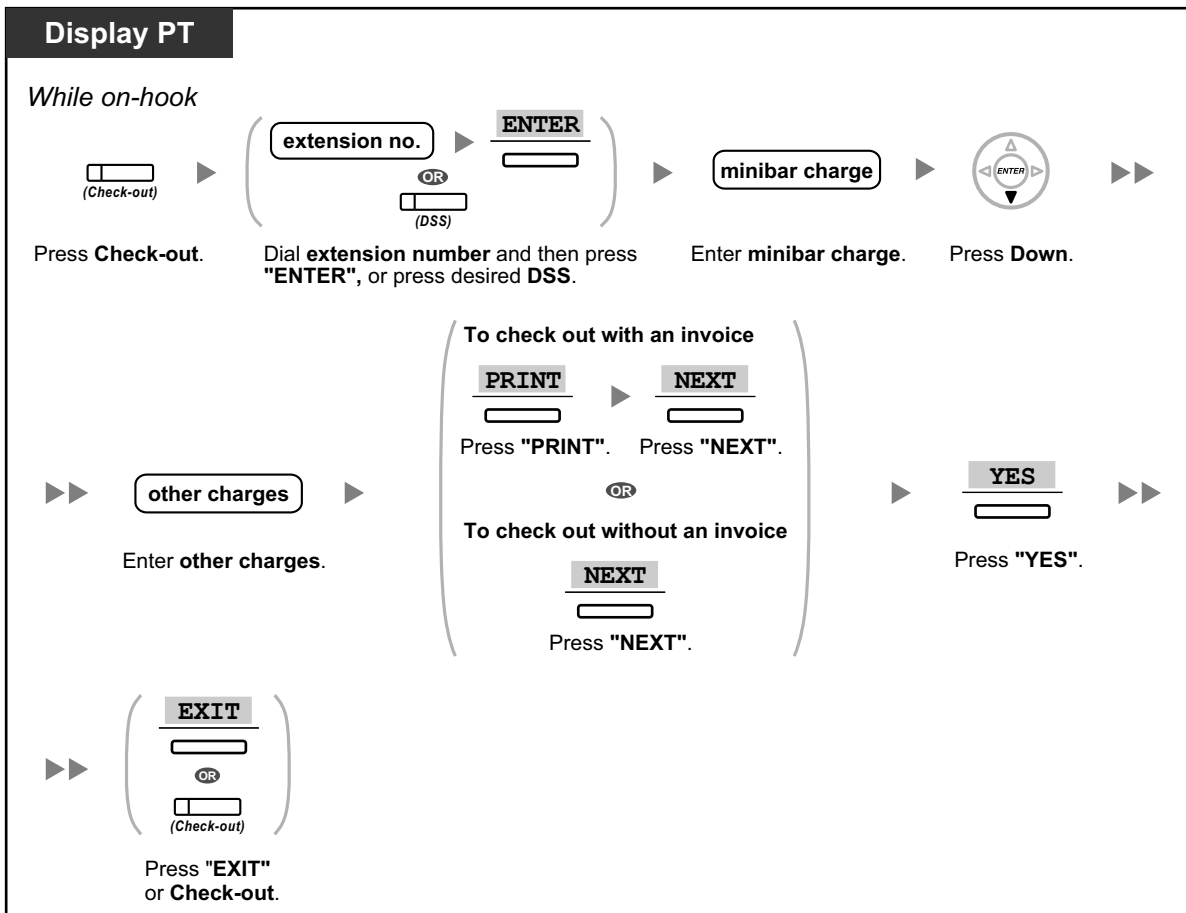 Display PT
While on-hook
(Check-out)
extension no.
ENTER
OR
(DSS)
minibar charge
ENTER
Press Check-out.
Dial extension number and then press
"ENTER", or press desired DSS.
Enter minibar charge.
Press Down.
other charges
Enter other charges.
To check out with an invoice
PRINT
NEXT
Press "PRINT".
Press "NEXT".
OR
To check out without an invoice
NEXT
Press "NEXT".
YES
Press "YES".
EXIT
OR
(Check-out)
Press "EXIT"
or Check-out.